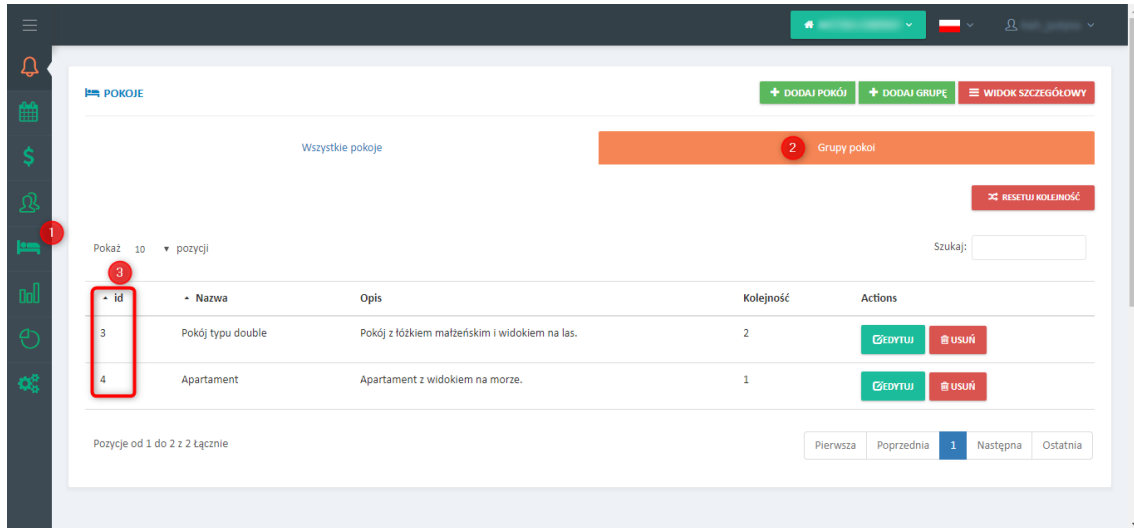 POKOJE
+ DODAJ POKÓJ
+ DODAJ GRUPĘ
WIDOK SZCZEGÓŁOWY
Wszystkie pokoje
2 Grupy pokoi
RESETUJ KOLEJNOŚĆ
1
Pokaż 10 pozycji
Szukaj:
3
id Nazwa Opis Kolejność Actions
3 Pokój typu double Pokój z łóżkiem małżeńskim i widokiem na las. 2 EDYTUJ USUŃ
4 Apartament Apartament z widokiem na morze. 1 EDYTUJ USUŃ
Pozycje od 1 do 2 z 2 łącznie
Pierwsza Poprzednia 1 Następna Ostatnia